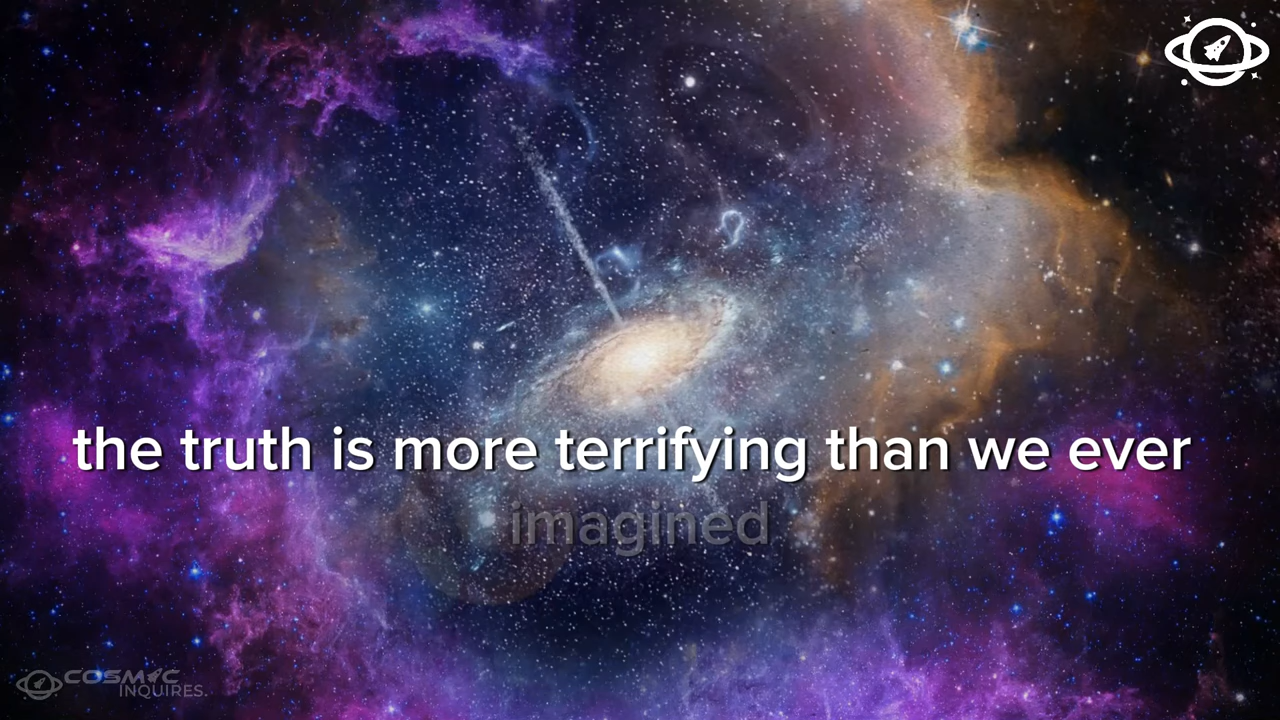 the truth is more terrifying than we ever
imagined
COSMIC
INQUIRES.